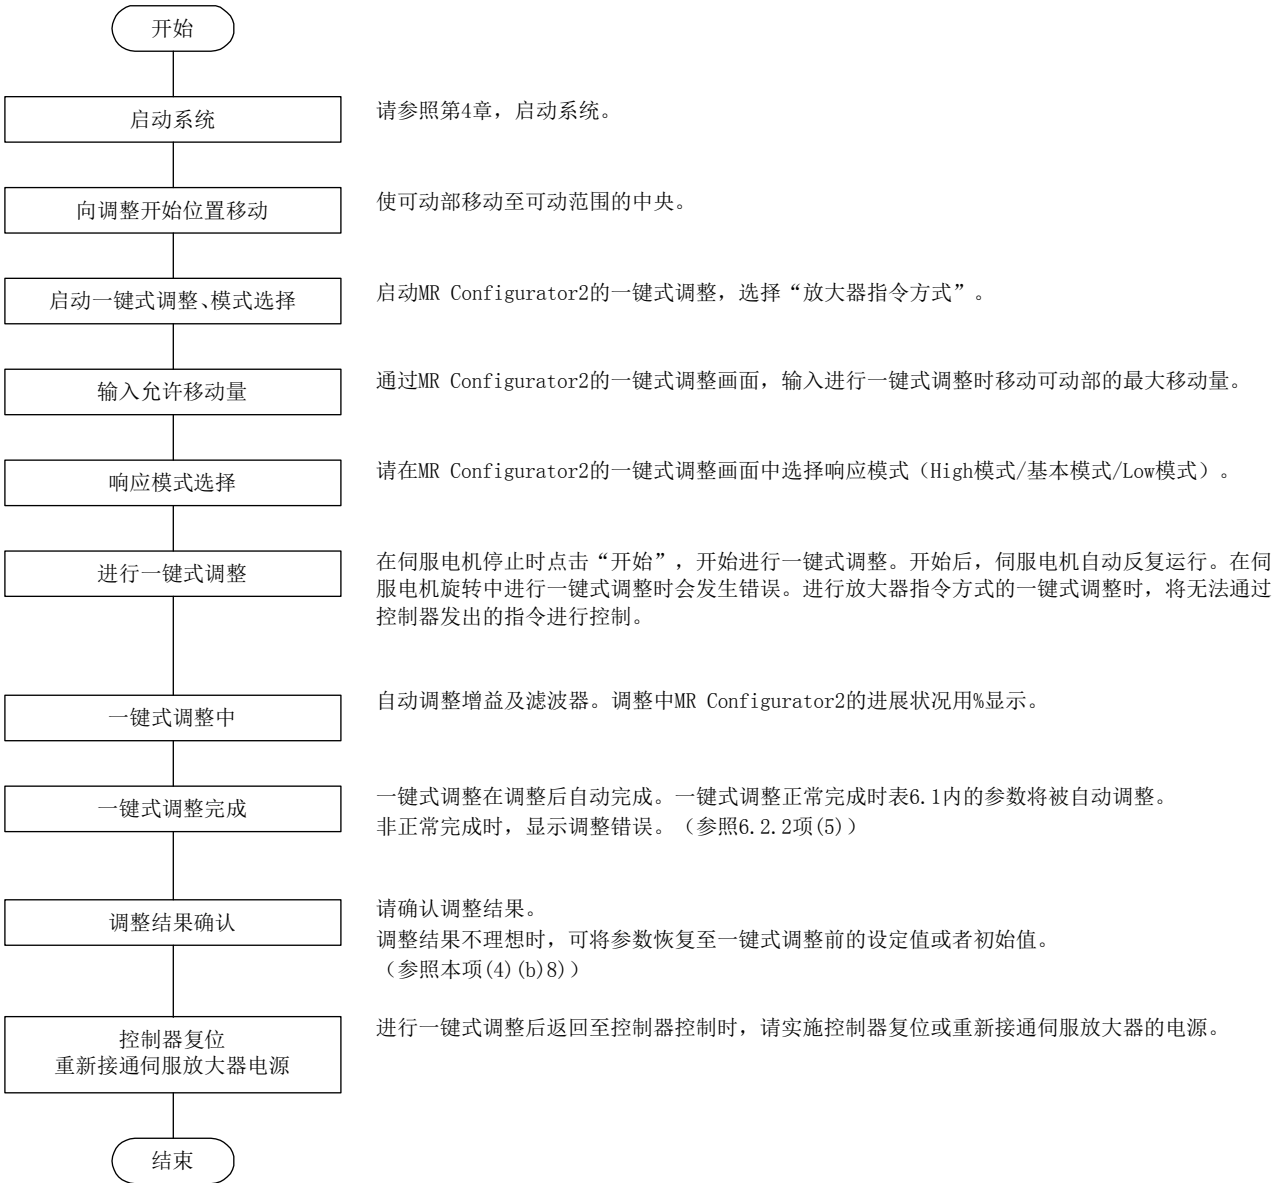 开始
启动系统
请参照第4章，启动系统。
向调整开始位置移动
使可动部移动至可动范围的中央。
启动一键式调整、模式选择
启动MR Configurator2的一键式调整，选择“放大器指令方式”。
输入允许移动量
通过MR Configurator2的一键式调整画面，输入进行一键式调整时移动可动部的最大移动量。
响应模式选择
请在MR Configurator2的一键式调整画面中选择响应模式（High模式/基本模式/Low模式）。
进行一键式调整
在伺服电机停止时点击“开始”，开始进行一键式调整。开始后，伺服电机自动反复运行。在伺
服电机旋转中进行一键式调整时会发生错误。进行放大器指令方式的一键式调整时，将无法通过
控制器发出的指令进行控制。
一键式调整中
自动调整增益及滤波器。调整中MR Configurator2的进展状况用%显示。
一键式调整完成
一键式调整在调整后自动完成。一键式调整正常完成时表6.1内的参数将被自动调整。
非正常完成时，显示调整错误。（参照6.2.2项(5)）
调整结果确认
请确认调整结果。
调整结果不理想时，可将参数恢复至一键式调整前的设定值或者初始值。
（参照本项(4)(b)8)）
控制器复位
重新接通伺服放大器电源
进行一键式调整后返回至控制器控制时，请实施控制器复位或重新接通伺服放大器的电源。
结束